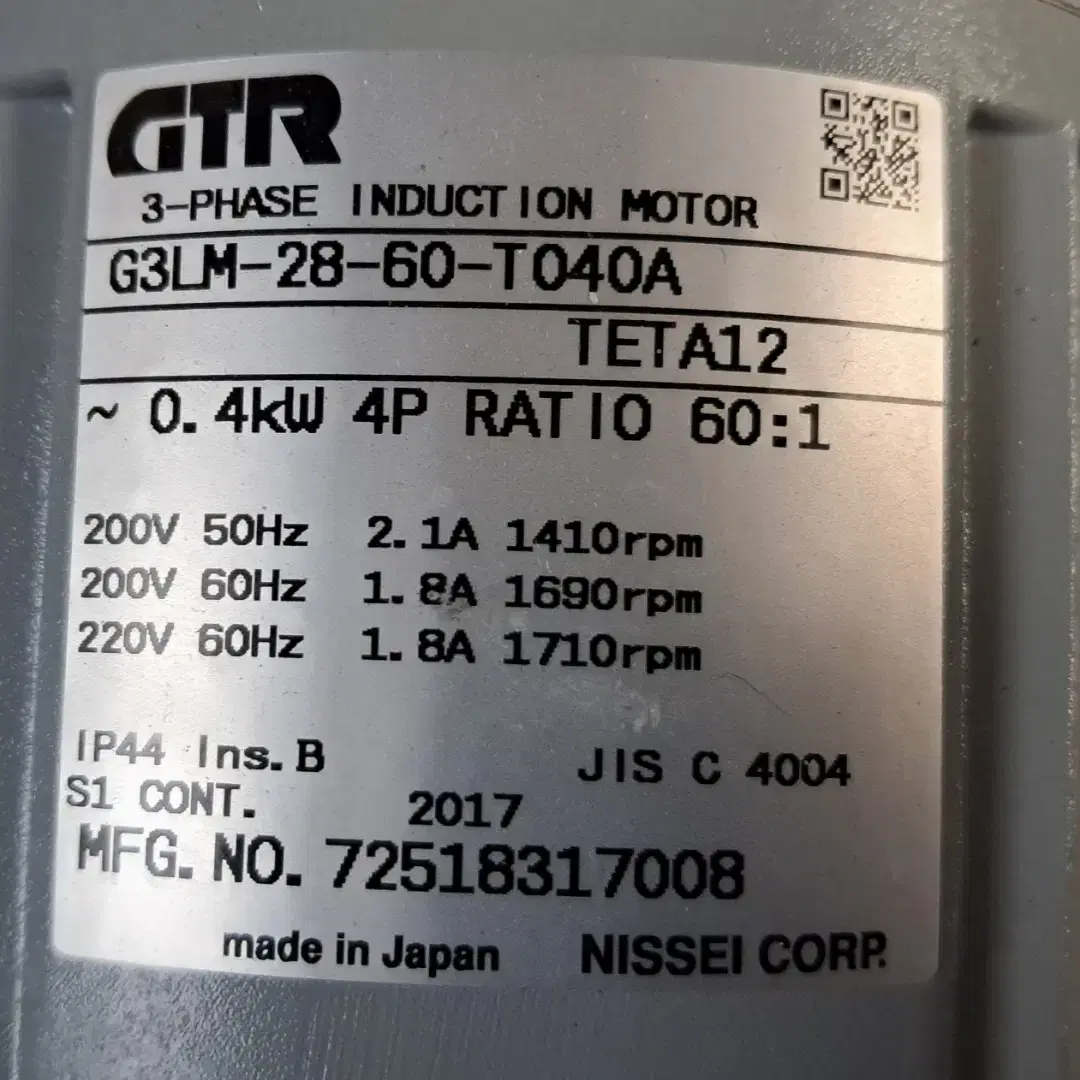 GTR
3-PHASE INDUCTION MOTOR
G3LM-28-60-T040A
TETA12
~ 0.4kW 4P RATIO 60:1
200V 50Hz 2.1A 1410rpm
200V 60Hz 1.8A 1690rpm
220V 60Hz 1.8A 1710rpm
IP44 Ins.B JIS C 4004
S1 CONT. 2017
MFG.NO.72518317008
made in Japan NISSEI CORP.